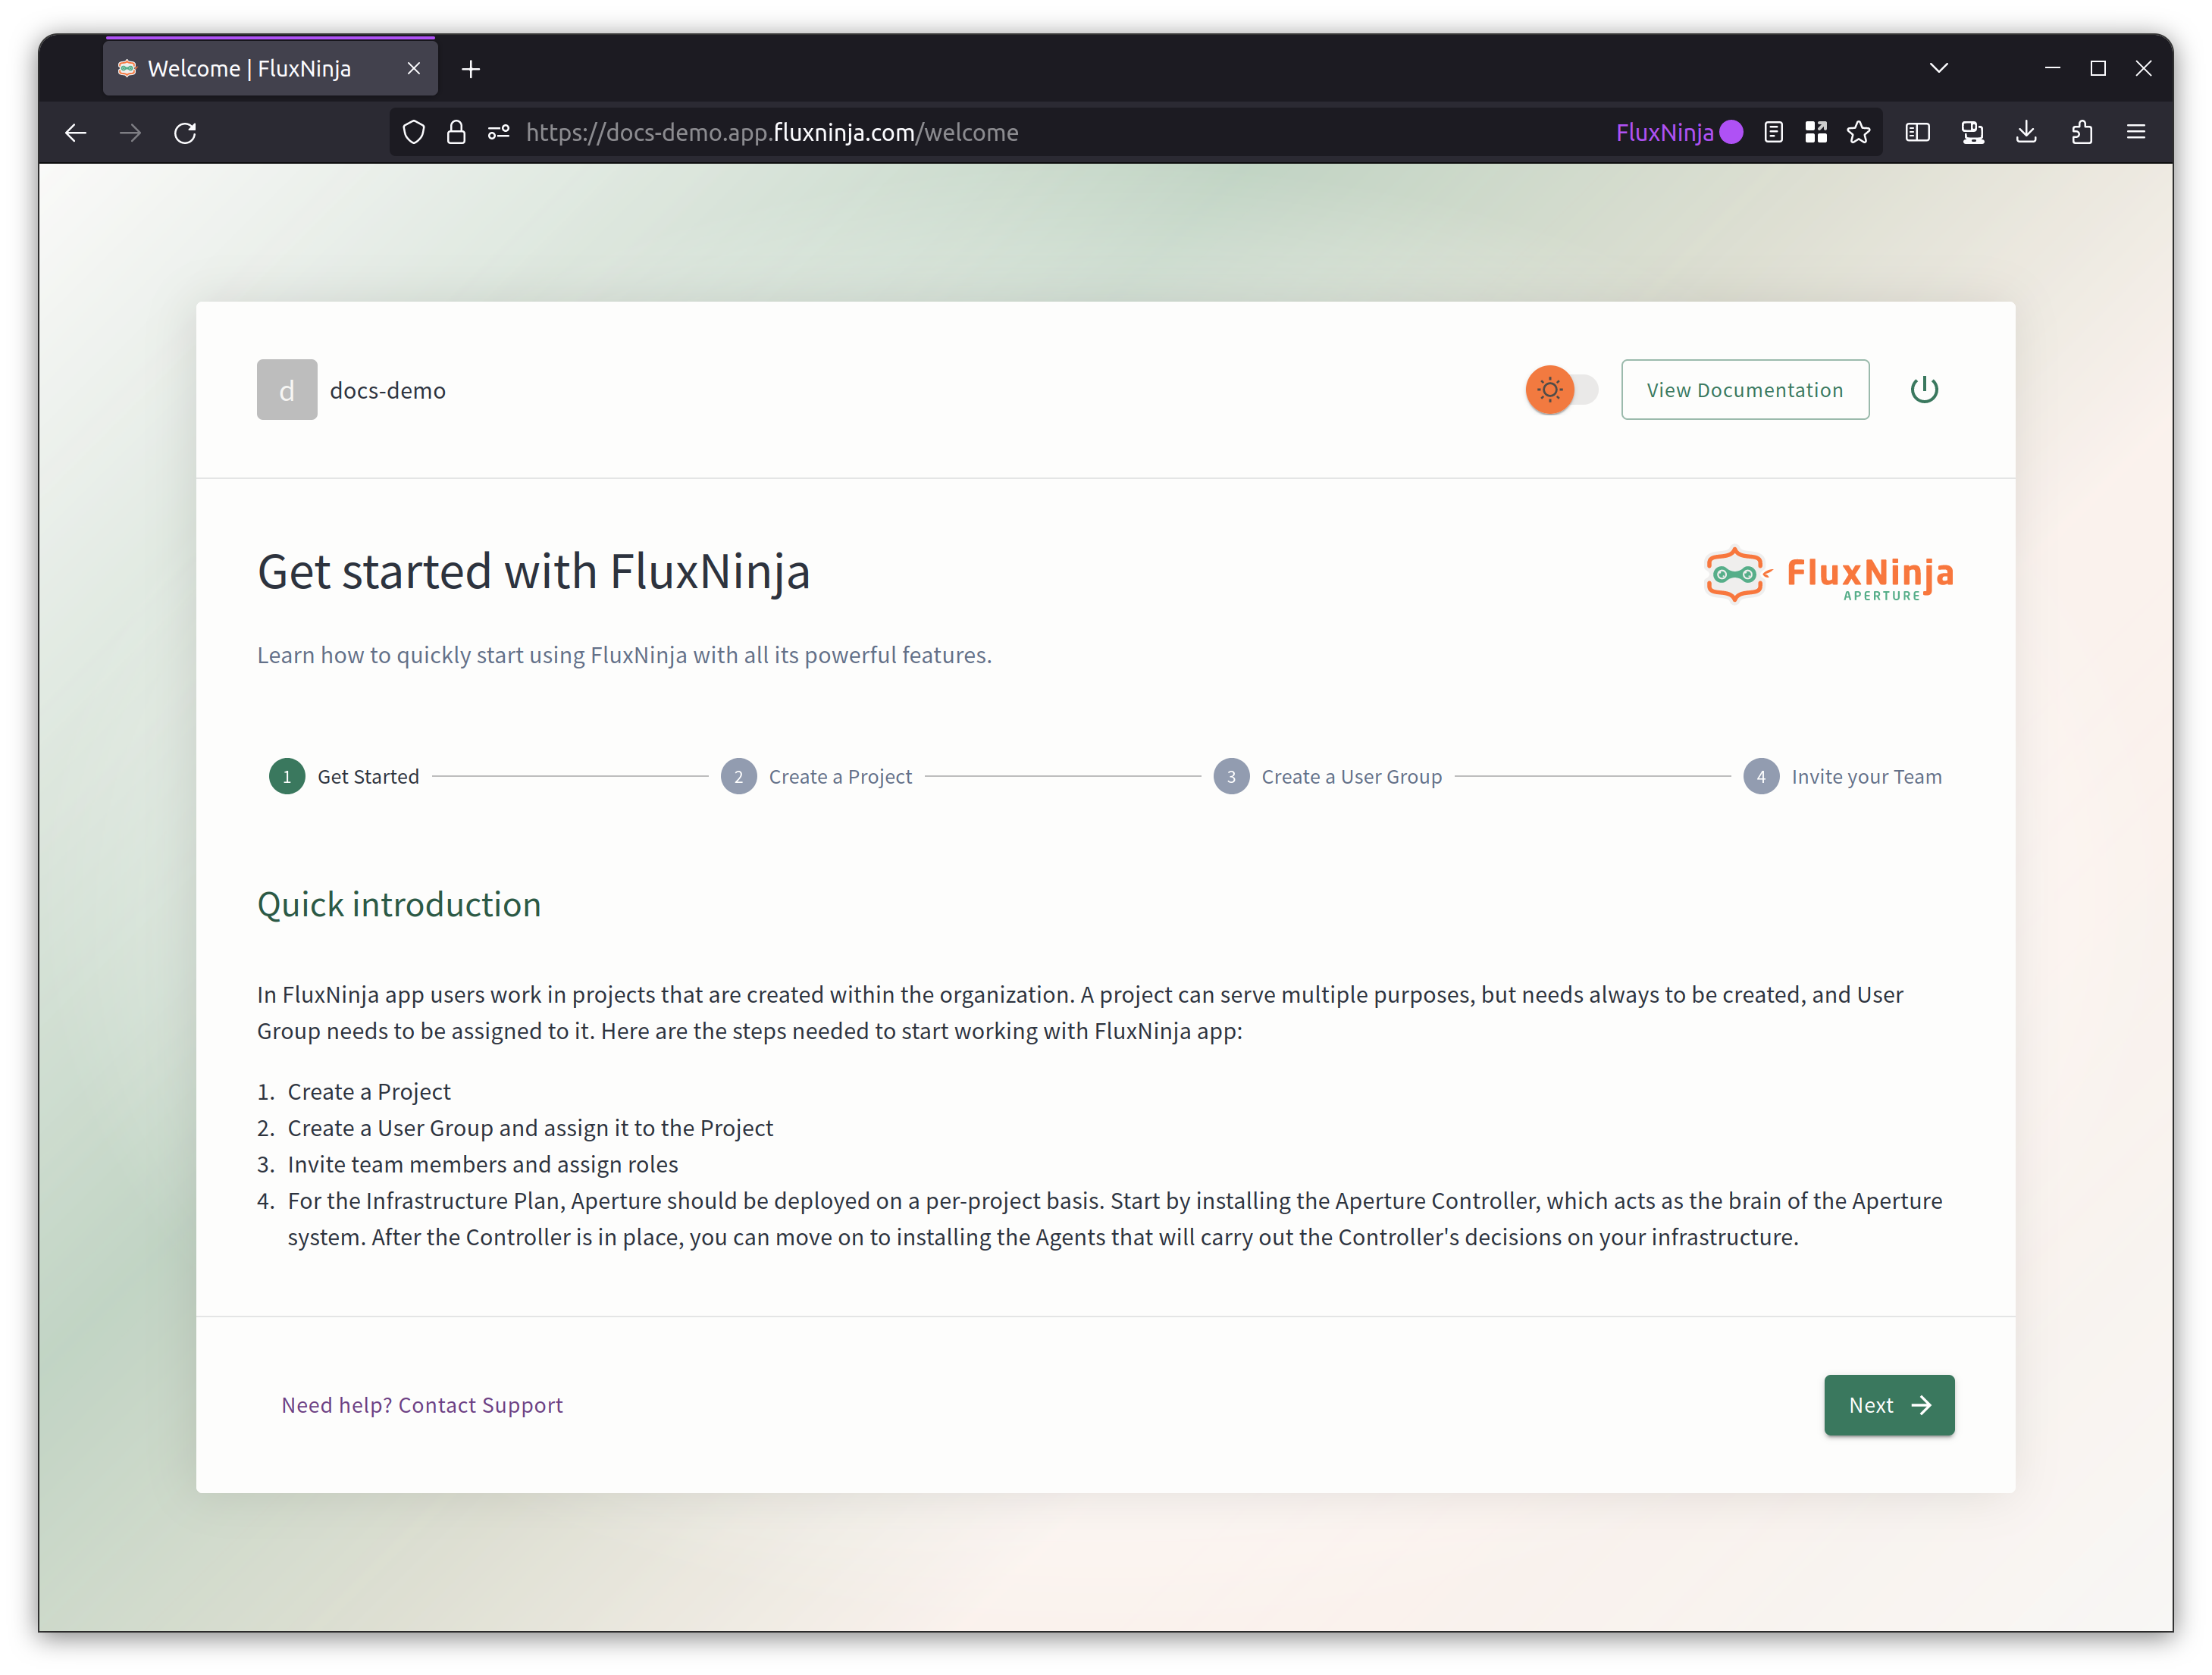 Welcome | FluxNinja
https://docs-demo.app.fluxninja.com/welcome
FluxNinja
d
docs-demo
View Documentation
Get started with FluxNinja
FluxNinja
APERTURE
Learn how to quickly start using FluxNinja with all its powerful features.
1 Get Started
2 Create a Project
3 Create a User Group
4 Invite your Team
Quick introduction
In FluxNinja app users work in projects that are created within the organization. A project can serve multiple purposes, but needs always to be created, and User
Group needs to be assigned to it. Here are the steps needed to start working with FluxNinja app:
1. Create a Project
2. Create a User Group and assign it to the Project
3. Invite team members and assign roles
4. For the Infrastructure Plan, Aperture should be deployed on a per-project basis. Start by installing the Aperture Controller, which acts as the brain of the Aperture
system. After the Controller is in place, you can move on to installing the Agents that will carry out the Controller's decisions on your infrastructure.
Need help? Contact Support
Next